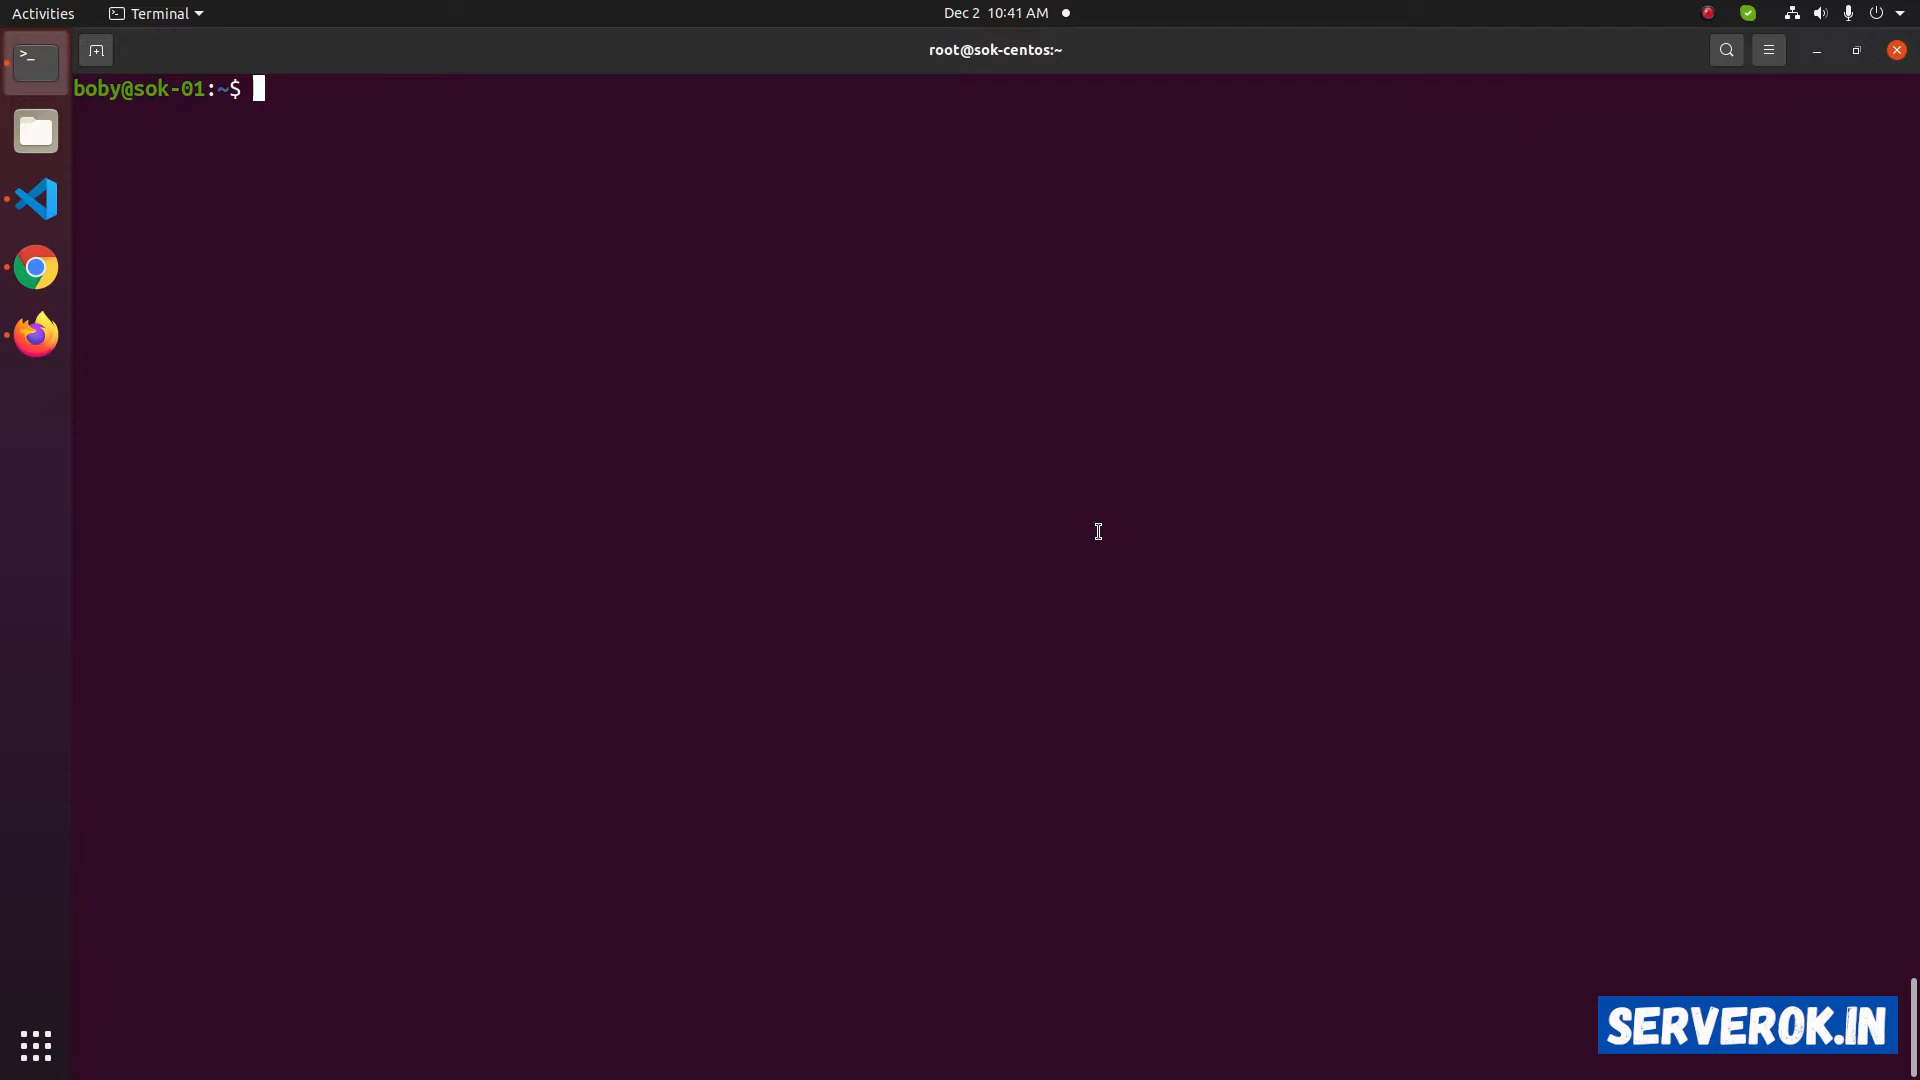 Activities
Terminal
Dec 2 10:41 AM
root@sok-centos:~
>_
boby@sok-01:~$
SERVEROK.IN